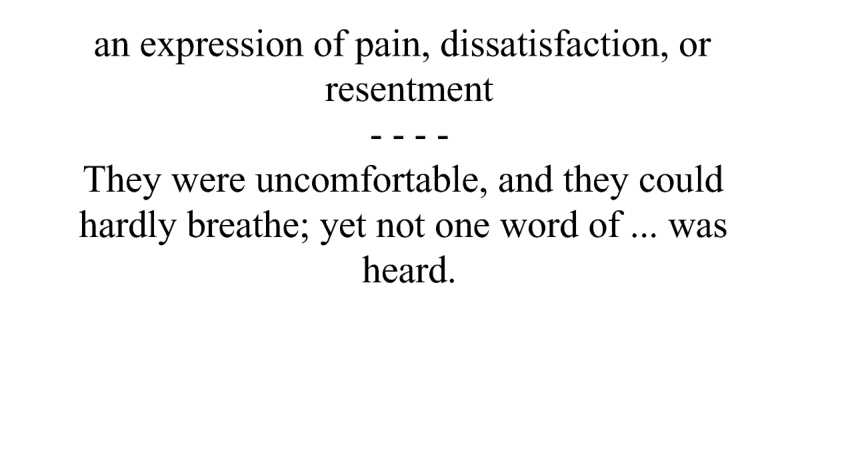 an expression of pain, dissatisfaction, or
resentment
- - - -
They were uncomfortable, and they could
hardly breathe; yet not one word of ... was
heard.